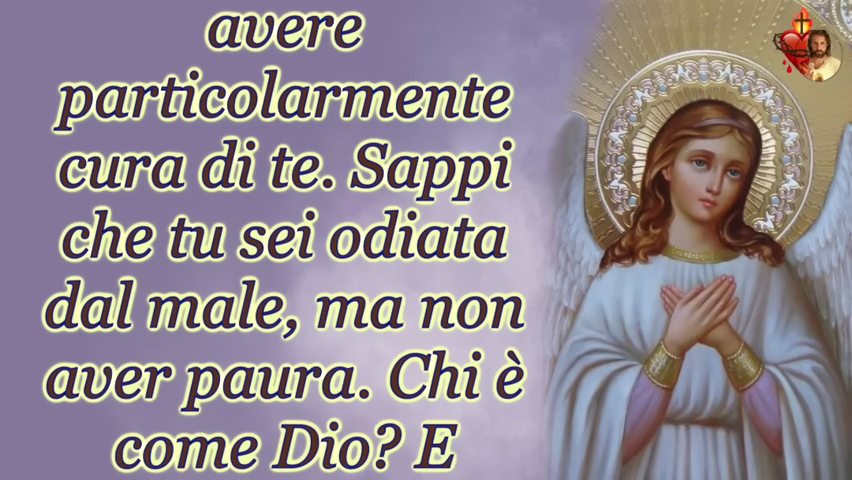 avere
particolarmente
cura di te. Sappi
che tu sei odiata
dal male, ma non
aver paura. Chi è
come Dio? E